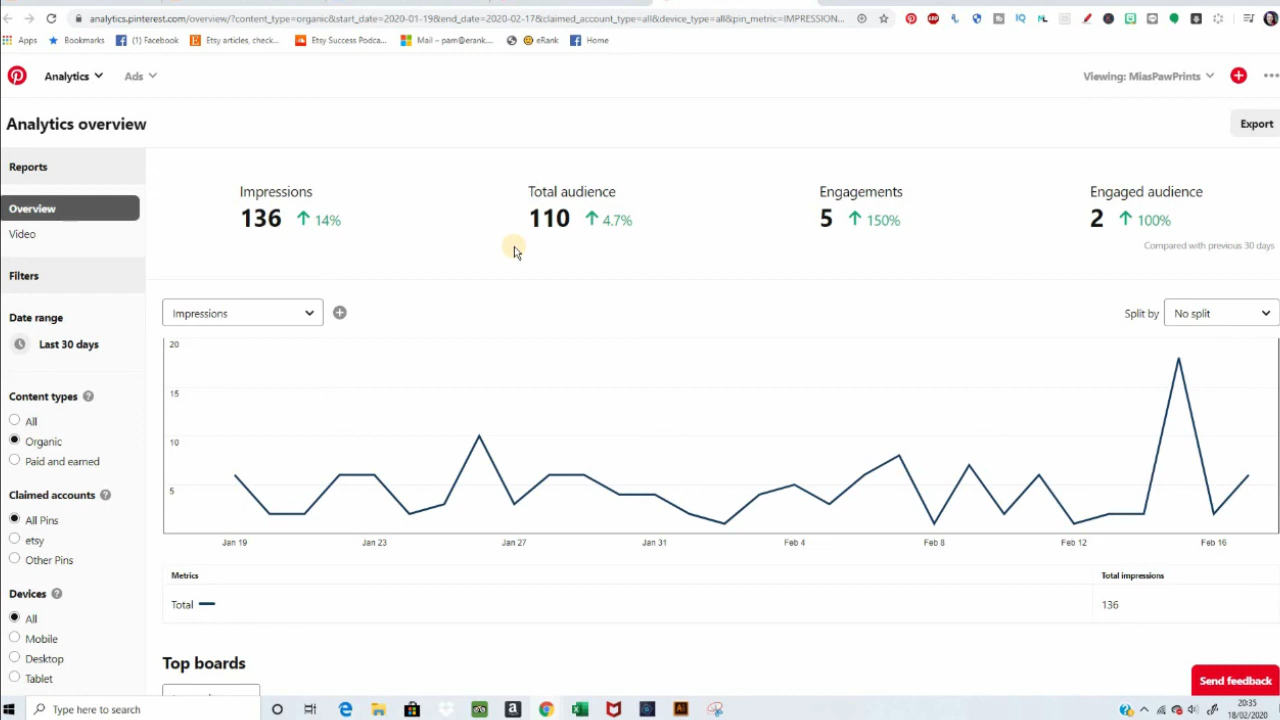 analytics.pinterest.com/overview/?content_type=organic&start_date=2020-01-19&end_date=2020-02-17&claimed_account_type=all&device_type=all&pin_metric=IMPRESSION...
Apps Bookmarks (1) Facebook Etsy articles, check... Etsy Success Podca... Mail – pam@erank.... eRank Home
Analytics Ads Viewing: MiasPawPrints
Analytics overview
Export
Reports
Overview
Video
Filters
Date range
Last 30 days
Content types
All
Organic
Paid and earned
Claimed accounts
All Pins
etsy
Other Pins
Devices
All
Mobile
Desktop
Tablet
Impressions
136 14%
Total audience
110 4.7%
Engagements
5 150%
Engaged audience
2 100%
Compared with previous 30 days
Impressions
Split by No split
20
15
10
5
Jan 19 Jan 23 Jan 27 Jan 31 Feb 4 Feb 8 Feb 12 Feb 16
Metrics Total impressions
Total 136
Top boards
Send feedback
Type here to search
20:35
18/02/2020